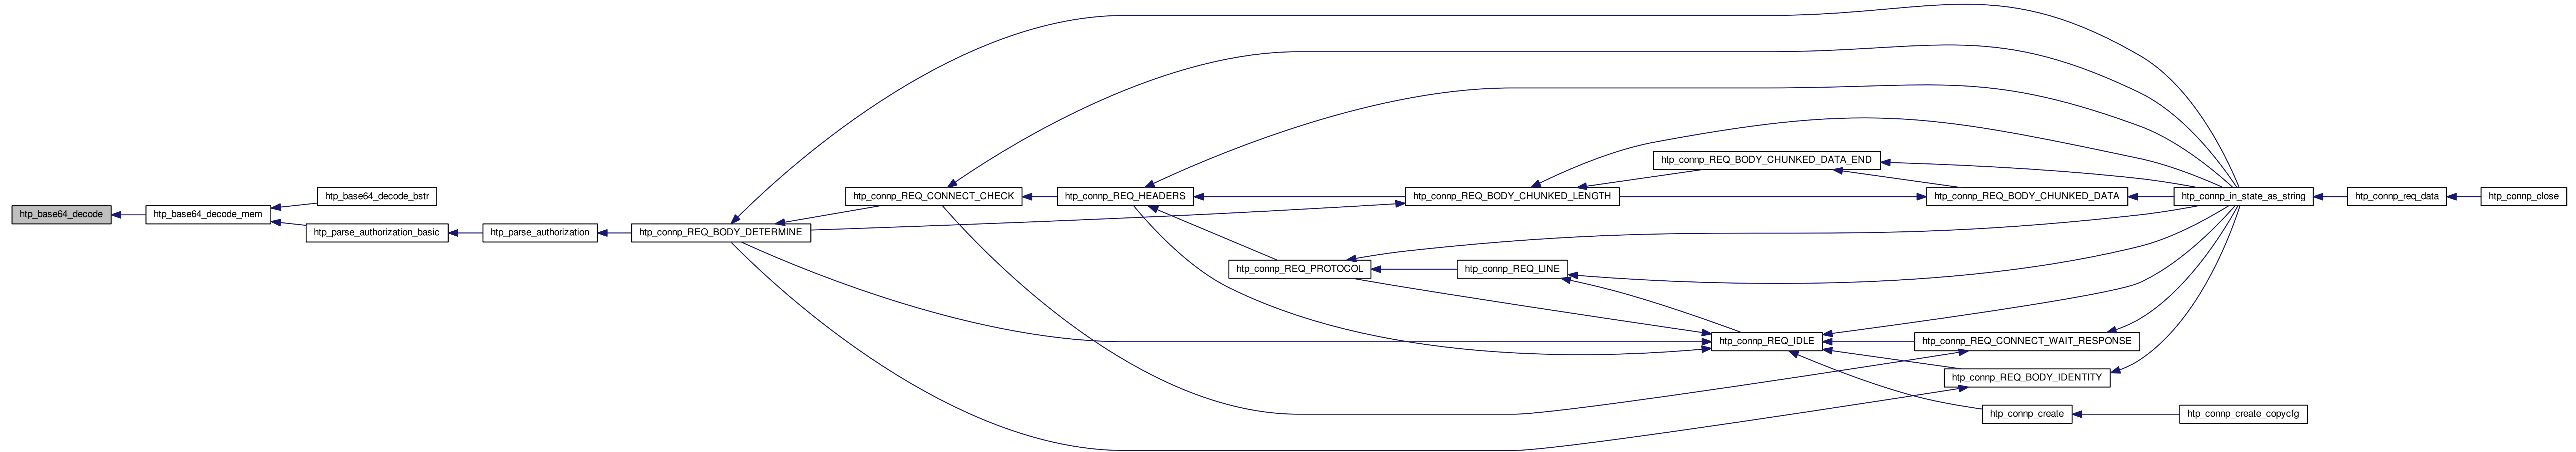 htp_base64_decode
htp_base64_decode_mem
htp_base64_decode_bstr
htp_parse_authorization_basic
htp_parse_authorization
htp_connp_REQ_BODY_DETERMINE
htp_connp_REQ_CONNECT_CHECK
htp_connp_REQ_HEADERS
htp_connp_REQ_BODY_CHUNKED_LENGTH
htp_connp_REQ_PROTOCOL
htp_connp_REQ_LINE
htp_connp_REQ_BODY_CHUNKED_DATA_END
htp_connp_REQ_BODY_CHUNKED_DATA
htp_connp_REQ_IDLE
htp_connp_REQ_CONNECT_WAIT_RESPONSE
htp_connp_REQ_BODY_IDENTITY
htp_connp_create
htp_connp_create_copycfg
htp_connp_in_state_as_string
htp_connp_req_data
htp_connp_close